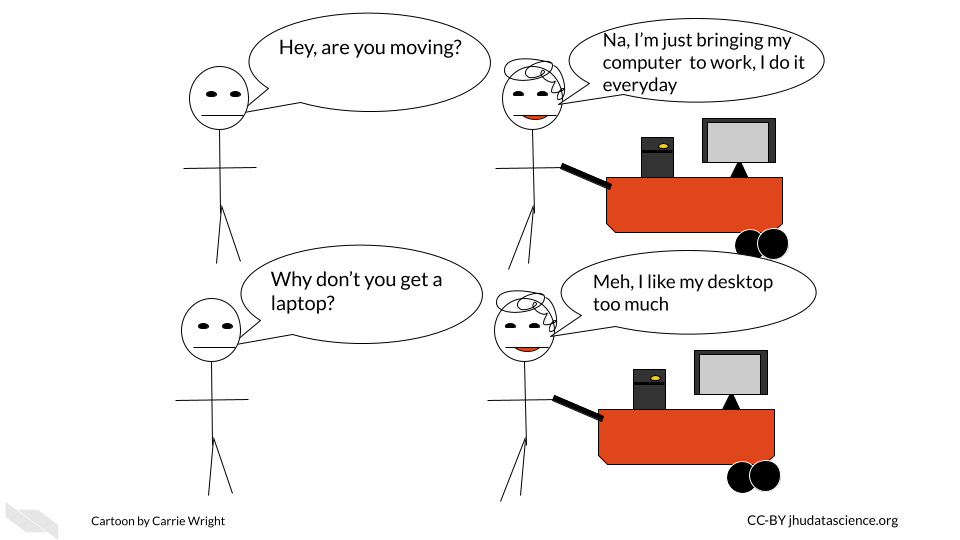 Hey, are you moving?
Na, I'm just bringing my
computer to work, I do it
everyday
Why don't you get a
laptop?
Meh, I like my desktop
too much
Cartoon by Carrie Wright
CC-BY jhudatascience.org